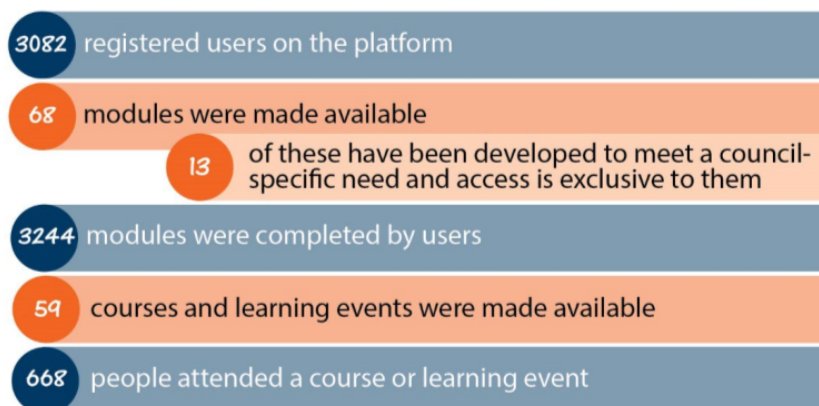 3082 registered users on the platform
68 modules were made available
13 of these have been developed to meet a council-
specific need and access is exclusive to them
3244 modules were completed by users
59 courses and learning events were made available
668 people attended a course or learning event